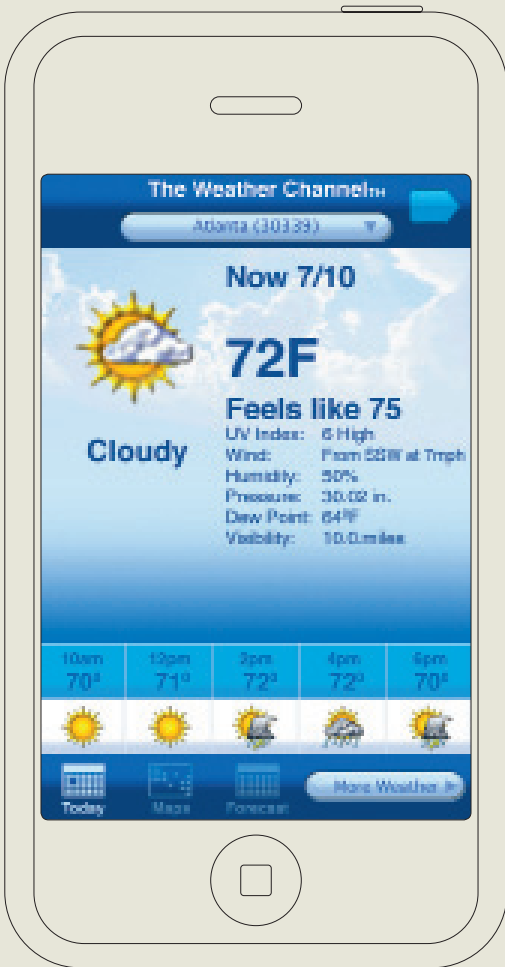 The Weather Channel™
Atlanta (30339)
Now 7/10
72F
Feels like 75
Cloudy
UV Index: 6 High
Wind: From SSW at 7mph
Humidity: 50%
Pressure: 30.02 in.
Dew Point: 64°F
Visibility: 10.0.miles
10am 12pm 2pm 4pm 6pm
70° 71° 72° 72° 70°
Today Maps Forecast More Weather